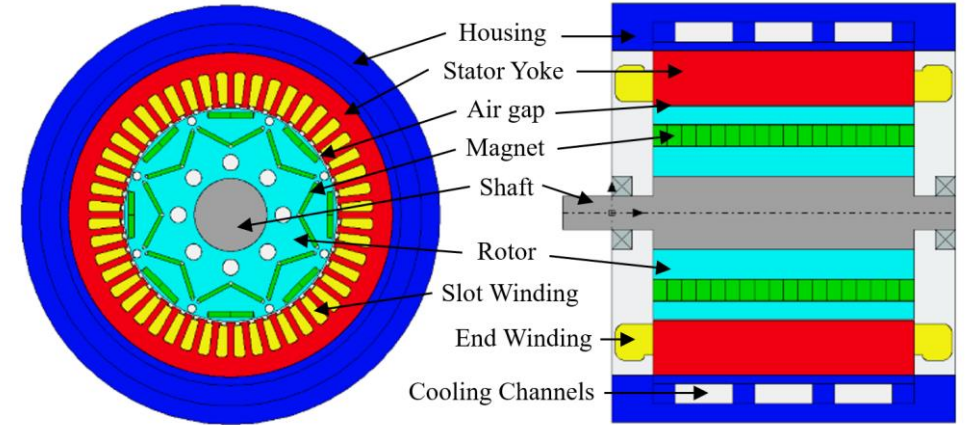 Housing
Stator Yoke
Air gap
Magnet
Shaft
Rotor
Slot Winding
End Winding
Cooling Channels